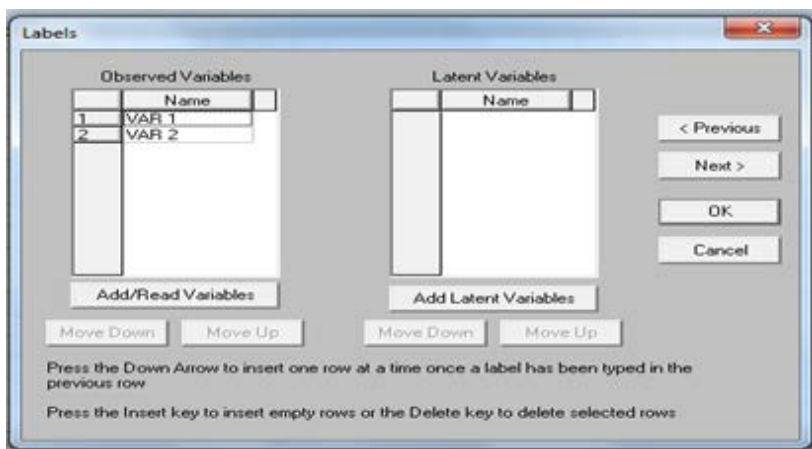 Labels
Observed Variables
Latent Variables
Name
Name
1 VAR 1
2 VAR 2
< Previous
Next >
OK
Cancel
Add/Read Variables
Add Latent Variables
Move Down
Move Up
Move Down
Move Up
Press the Down Arrow to insert one row at a time once a label has been typed in the
previous row
Press the Insert key to insert empty rows or the Delete key to delete selected rows